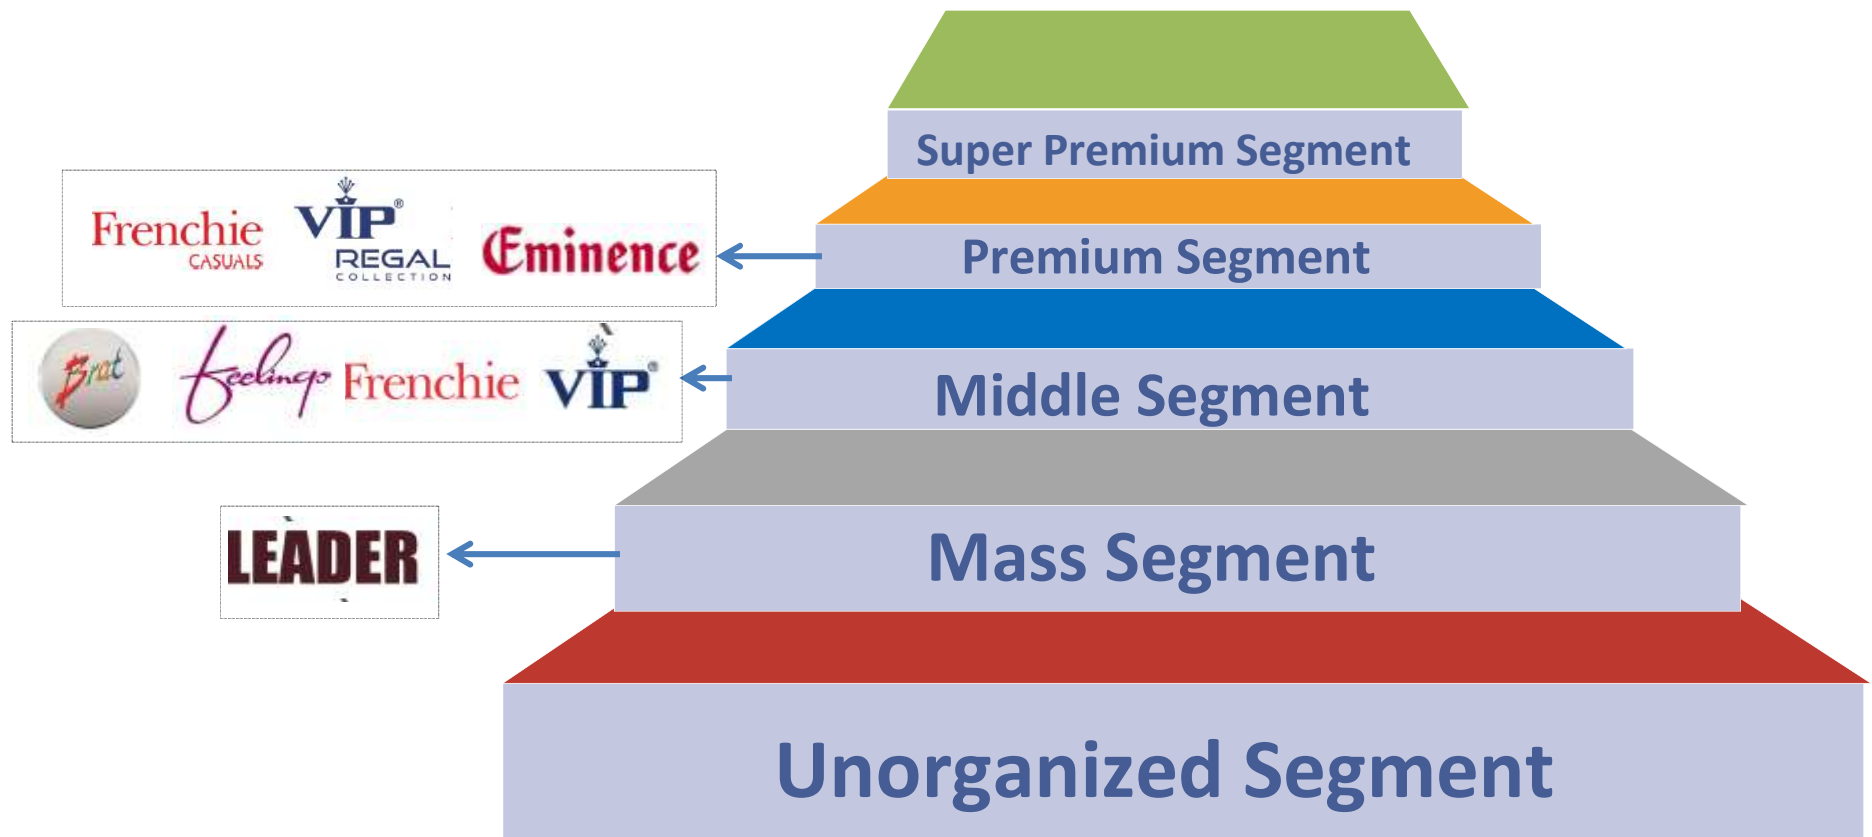 Super Premium Segment
Frenchie
CASUALS
VIP®
REGAL
COLLECTION
Eminence
Premium Segment
Brat
feelings
Frenchie
VIP®
Middle Segment
LEADER
Mass Segment
Unorganized Segment